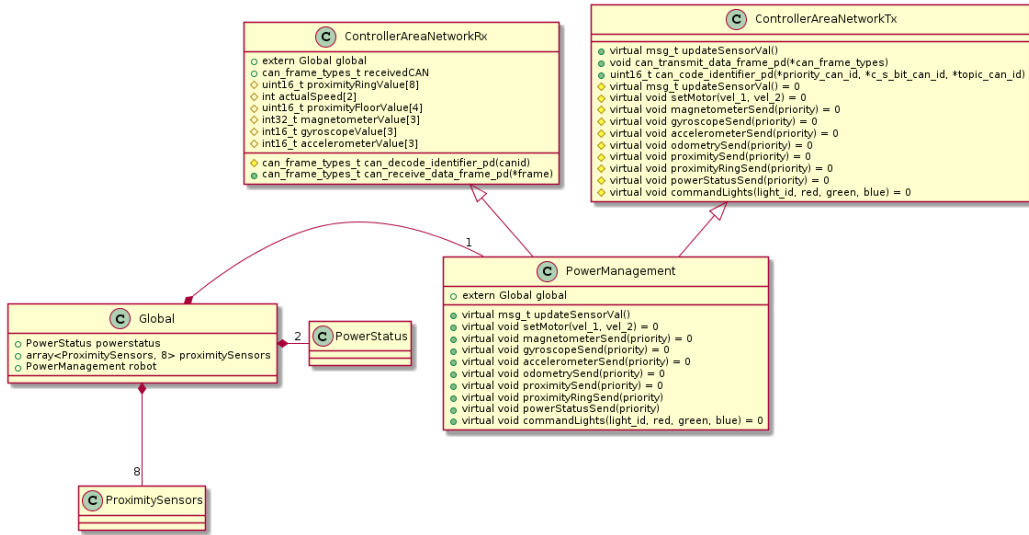 C ControllerAreaNetworkRx
extern Global global
can_frame_types_t receivedCAN
uint16_t proximityRingValue[8]
int actualSpeed[2]
uint16_t proximityFloorValue[4]
int32_t magnetometerValue[3]
int16_t gyroscopeValue[3]
int16_t accelerometerValue[3]
can_frame_types_t can_decode_identifier_pd(canid)
can_frame_types_t can_receive_data_frame_pd(*frame)
C ControllerAreaNetworkTx
virtual msg_t updateSensorVal()
void can_transmit_data_frame_pd(*can_frame_types)
uint16_t can_code_identifier_pd(*priority_can_id, *c_s_bit_can_id, *topic_can_id)
virtual msg_t updateSensorVal() = 0
virtual void setMotor(vel_1, vel_2) = 0
virtual void magnetometerSend(priority) = 0
virtual void gyroscopeSend(priority) = 0
virtual void accelerometerSend(priority) = 0
virtual void odometrySend(priority) = 0
virtual void proximitySend(priority) = 0
virtual void proximityRingSend(priority) = 0
virtual void powerStatusSend(priority) = 0
virtual void commandLights(light_id, red, green, blue) = 0
1
C PowerManagement
extern Global global
virtual msg_t updateSensorVal()
virtual void setMotor(vel_1, vel_2) = 0
virtual void magnetometerSend(priority) = 0
virtual void gyroscopeSend(priority) = 0
virtual void accelerometerSend(priority) = 0
virtual void odometrySend(priority) = 0
virtual void proximitySend(priority) = 0
virtual void proximityRingSend(priority)
virtual void powerStatusSend(priority)
virtual void commandLights(light_id, red, green, blue) = 0
C Global
PowerStatus powerstatus
array<ProximitySensors, 8> proximitySensors
PowerManagement robot
2
C PowerStatus
8
C ProximitySensors